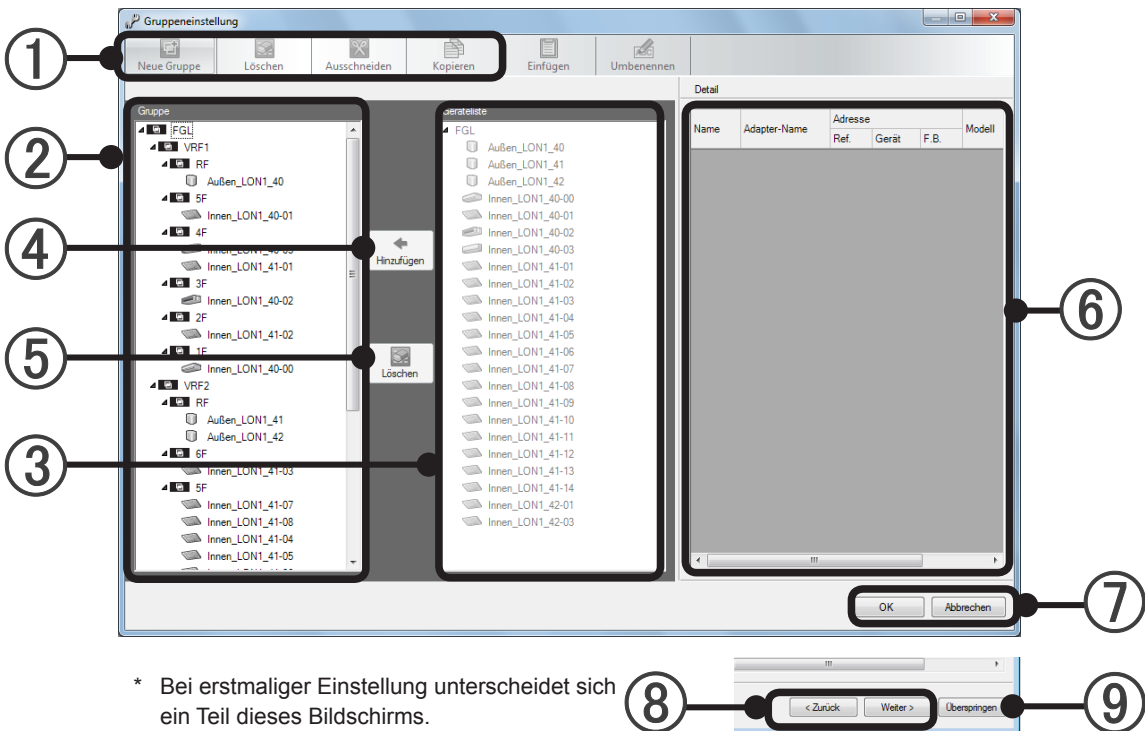 Gruppeneinstellung
①
Neue Gruppe Löschen Ausschneiden Kopieren Einfügen Umbenennen
Detail
Gruppe
②
FGL
VRF1
RF
Außen_LON1_40
5F
Innen_LON1_40-01
4F
Innen_LON1_40-03
Innen_LON1_41-01
3F
Innen_LON1_40-02
2F
Innen_LON1_41-02
1F
Innen_LON1_40-00
VRF2
RF
Außen_LON1_41
Außen_LON1_42
6F
Innen_LON1_41-03
5F
Innen_LON1_41-07
Innen_LON1_41-08
Innen_LON1_41-04
Innen_LON1_41-05
④
Hinzufügen
⑤
Löschen
③
Geräteliste
FGL
Außen_LON1_40
Außen_LON1_41
Außen_LON1_42
Innen_LON1_40-00
Innen_LON1_40-01
Innen_LON1_40-02
Innen_LON1_40-03
Innen_LON1_41-01
Innen_LON1_41-02
Innen_LON1_41-03
Innen_LON1_41-04
Innen_LON1_41-05
Innen_LON1_41-06
Innen_LON1_41-07
Innen_LON1_41-08
Innen_LON1_41-09
Innen_LON1_41-10
Innen_LON1_41-11
Innen_LON1_41-12
Innen_LON1_41-13
Innen_LON1_41-14
Innen_LON1_42-01
Innen_LON1_42-03
Name Adapter-Name Adresse Modell
Ref. Gerät F.B.
⑥
OK Abbrechen
⑦
* Bei erstmaliger Einstellung unterscheidet sich
ein Teil dieses Bildschirms.
⑧
< Zurück Weiter > Überspringen
⑨